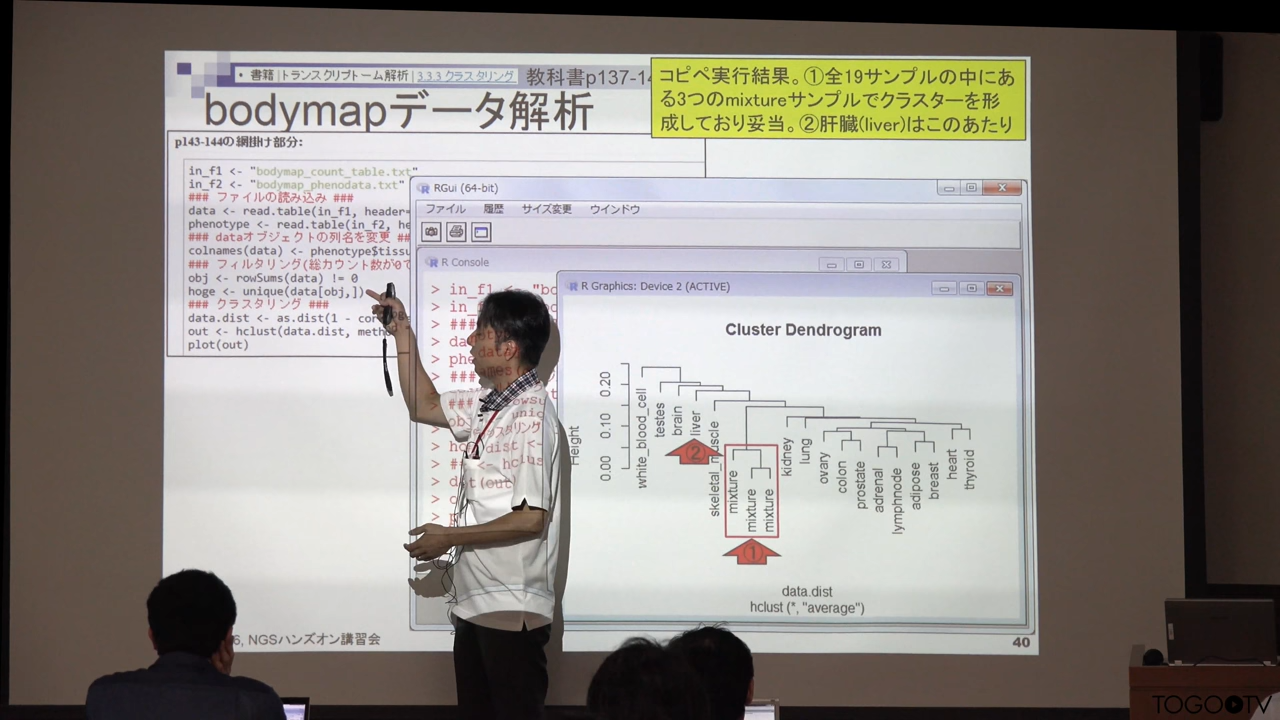 • 書籍 | トランスクリプトーム解析 | 3.3.3 クラスタリング
教科書p137-14
bodymapデータ解析
コピペ実行結果。①全19サンプルの中にあ
る3つのmixtureサンプルでクラスターを形
成しており妥当。②肝臓(liver)はこのあたり
p143-144の網掛け部分:
in_f1 <- "bodymap_count_table.txt"
in_f2 <- "bodymap_phenodata.txt"
### ファイルの読み込み ###
data <- read.table(in_f1, header=
phenotype <- read.table(in_f2, he
### dataオブジェクトの列名を変更 ##
colnames(data) <- phenotype$tissu
### フィルタリング(総カウント数が0で
obj <- rowSums(data) != 0
hoge <- unique(data[obj,])
### クラスタリング ###
data.dist <- as.dist(1 - cor
out <- hclust(data.dist, metho
plot(out)
RGui (64-bit)
ファイル 履歴 サイズ変更 ウインドウ
R Console
> in_f1 <- "bo
> in_f
> ###
> da
> phe
> ###
R Graphics: Device 2 (ACTIVE)
Cluster Dendrogram
Height
0.00 0.10 0.20
white_blood_cell
testes
brain
liver
skeletal_muscle
mixture
mixture
mixture
kidney
lung
ovary
colon
prostate
adrenal
lymphnode
adipose
breast
heart
thyroid
②
①
data.dist
hclust (*, "average")
6, NGSハンズオン講習会
40
TOGOTV